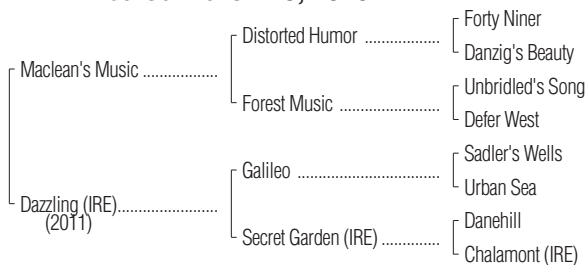 Forty Niner
Distorted Humor ..................
Danzig's Beauty
Maclean's Music ..................
Unbridled's Song
Forest Music ........................
Defer West
Sadler's Wells
Galileo ..................................
Urban Sea
Dazzling (IRE)........................
(2011)
Danehill
Secret Garden (IRE) ..............
Chalamont (IRE)